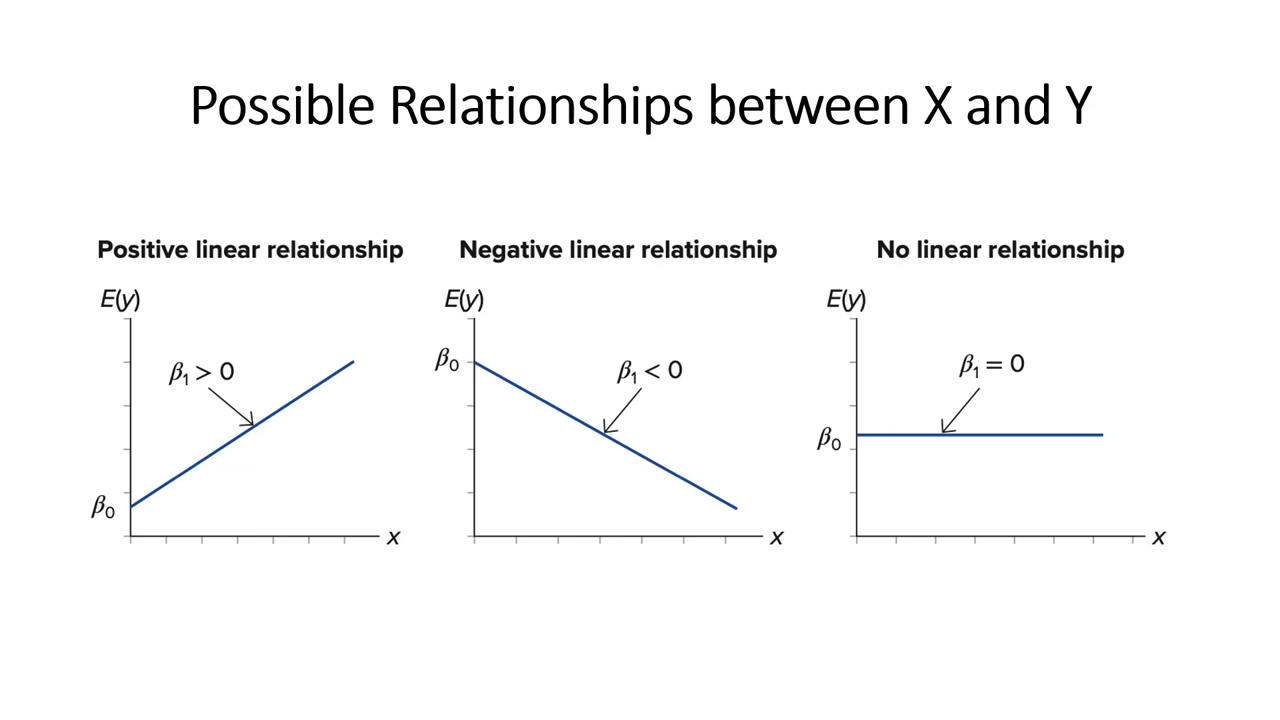 Possible Relationships between X and Y
Positive linear relationship
E(y)
β₁ > 0
β₀
x
Negative linear relationship
E(y)
β₀
β₁ < 0
x
No linear relationship
E(y)
β₁ = 0
β₀
x